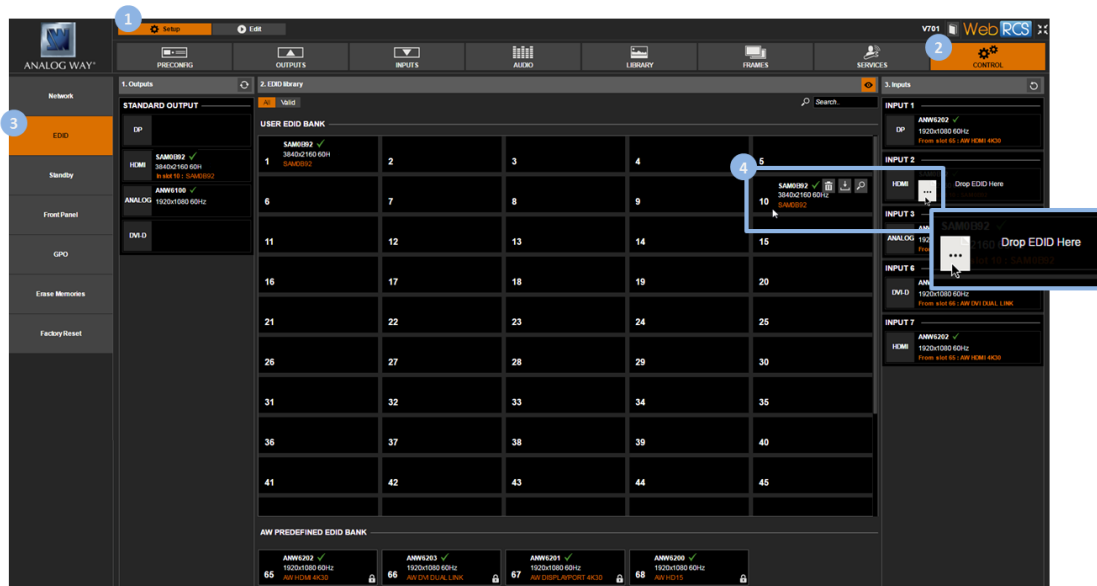 1
Setup
Edit
V701
Web RCS
ANALOG WAY®
PRECONFIG
OUTPUTS
INPUTS
AUDIO
LIBRARY
FRAMES
SERVICES
2
CONTROL
Network
3
EDID
Standby
Front Panel
GPO
Erase Memories
Factory Reset
1. Outputs
STANDARD OUTPUT
DP
HDMI
SAM0B92 ✓
3840x2160 60H
In slot 10 : SAM0B92
ANALOG
ANW6100 ✓
1920x1080 60Hz
DVI-D
2. EDID library
All Valid
Search..
USER EDID BANK
1
SAM0B92 ✓
3840x2160 60H
SAM0B92
2
3
4
5
4
6
7
8
9
10
SAM0B92 ✓
3840x2160 60Hz
SAM0B92
11
12
13
14
15
16
17
18
19
20
21
22
23
24
25
26
27
28
29
30
31
32
33
34
35
36
37
38
39
40
41
42
43
44
45
AW PREDEFINED EDID BANK
65
ANW6202 ✓
1920x1080 60Hz
AW HDMI 4K30
66
ANW6203 ✓
1920x1080 60Hz
AW DVI DUAL LINK
67
ANW6201 ✓
1920x1080 60Hz
AW DISPLAYPORT 4K30
68
ANW6200 ✓
1920x1080 60Hz
AW HD15
3. Inputs
INPUT 1
DP
ANW6202 ✓
1920x1080 60Hz
From slot 65 : AW HDMI 4K30
INPUT 2
HDMI
...
Drop EDID Here
INPUT 3
ANALOG
SAM0B92 ✓
...
Drop EDID Here
slot 10 : SAM0B92
INPUT 6
DVI-D
1920x1080 60Hz
From slot 66 : AW DVI DUAL LINK
INPUT 7
HDMI
ANW6202 ✓
1920x1080 60Hz
From slot 65 : AW HDMI 4K30